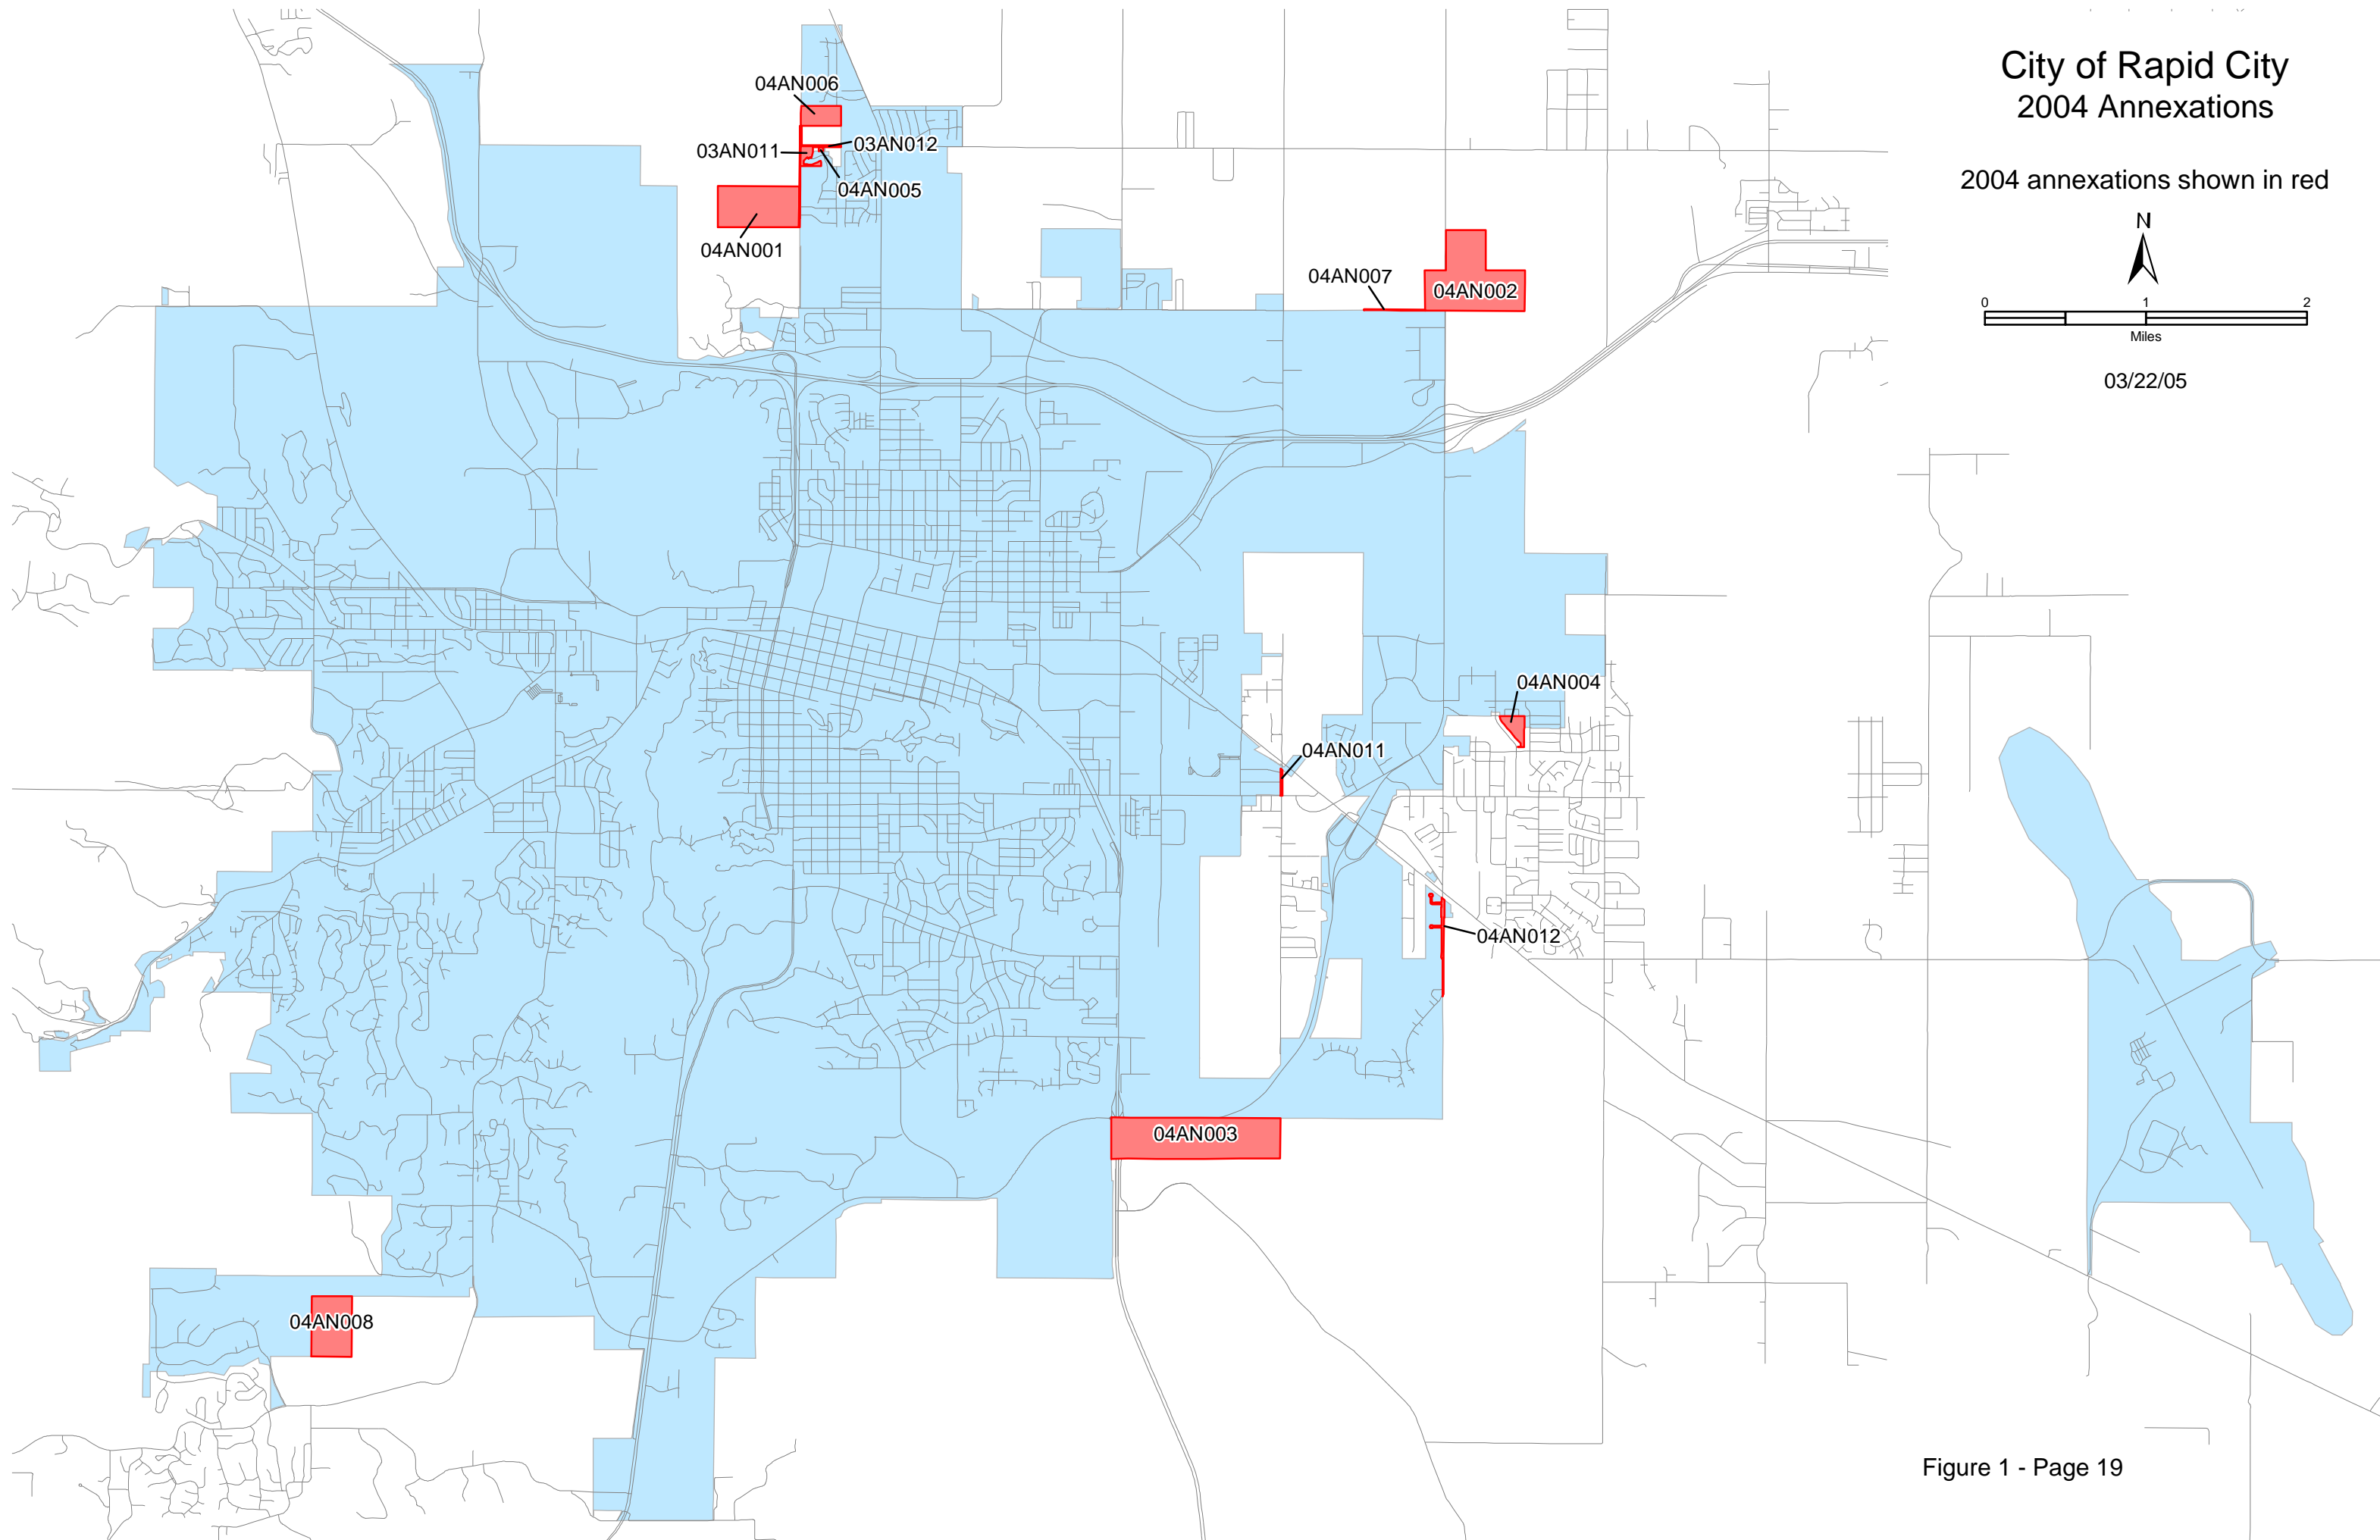 City of Rapid City
2004 Annexations
2004 annexations shown in red
N
0 1 2
Miles
03/22/05
04AN006
03AN011
03AN012
04AN005
04AN001
04AN007
04AN002
04AN004
04AN011
04AN012
04AN003
04AN008
Figure 1 - Page 19